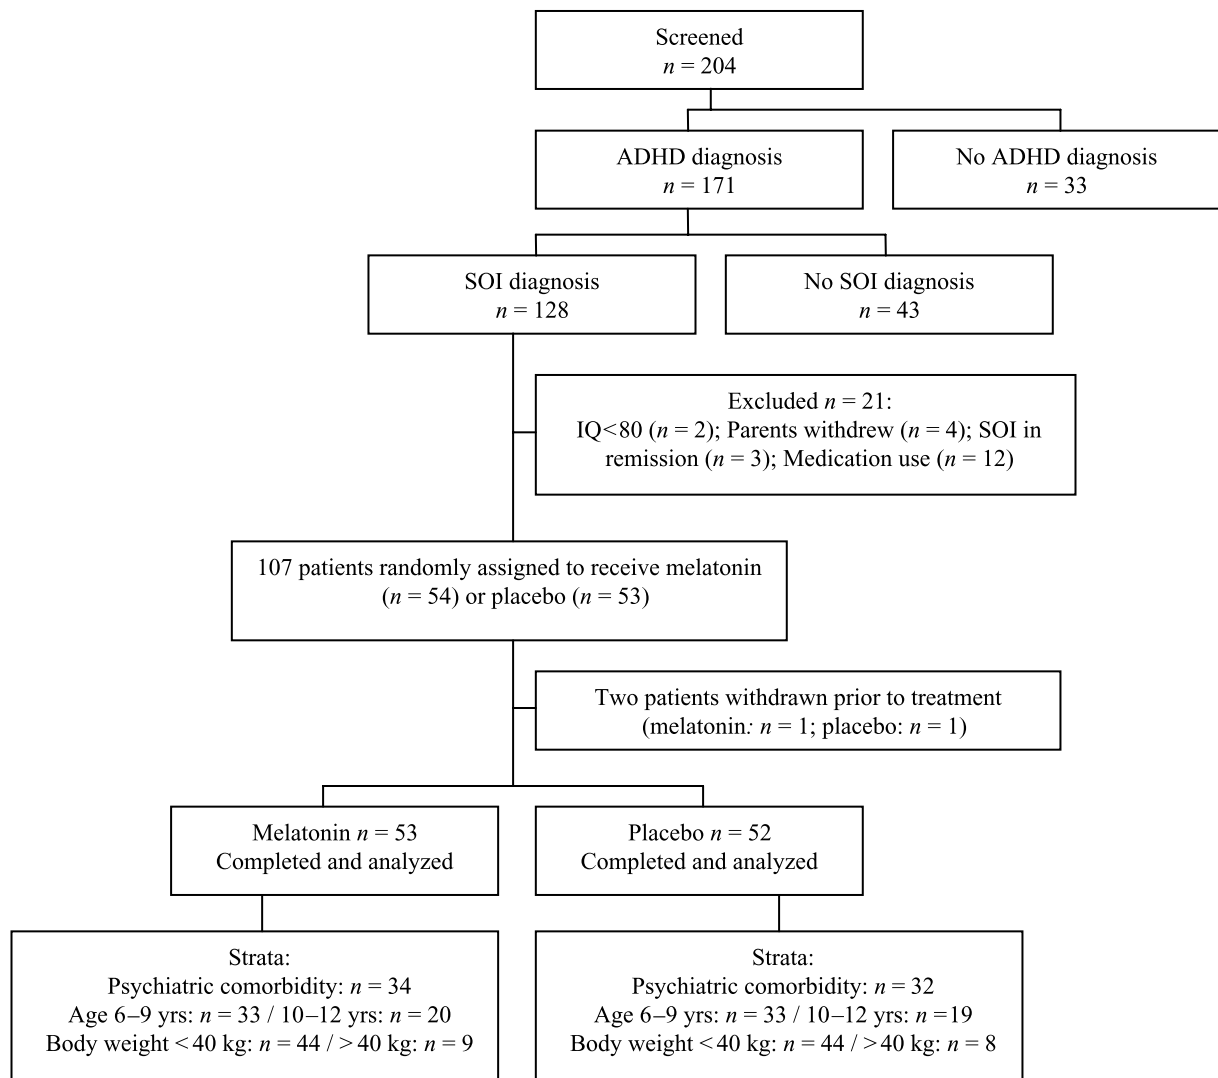 Screened
n = 204
ADHD diagnosis
n = 171
No ADHD diagnosis
n = 33
SOI diagnosis
n = 128
No SOI diagnosis
n = 43
Excluded n = 21:
IQ<80 (n = 2); Parents withdrew (n = 4); SOI in
remission (n = 3); Medication use (n = 12)
107 patients randomly assigned to receive melatonin
(n = 54) or placebo (n = 53)
Two patients withdrawn prior to treatment
(melatonin: n = 1; placebo: n = 1)
Melatonin n = 53
Completed and analyzed
Placebo n = 52
Completed and analyzed
Strata:
Psychiatric comorbidity: n = 34
Age 6–9 yrs: n = 33 / 10–12 yrs: n = 20
Body weight <40 kg: n = 44 / >40 kg: n = 9
Strata:
Psychiatric comorbidity: n = 32
Age 6–9 yrs: n = 33 / 10–12 yrs: n =19
Body weight <40 kg: n = 44 / >40 kg: n = 8